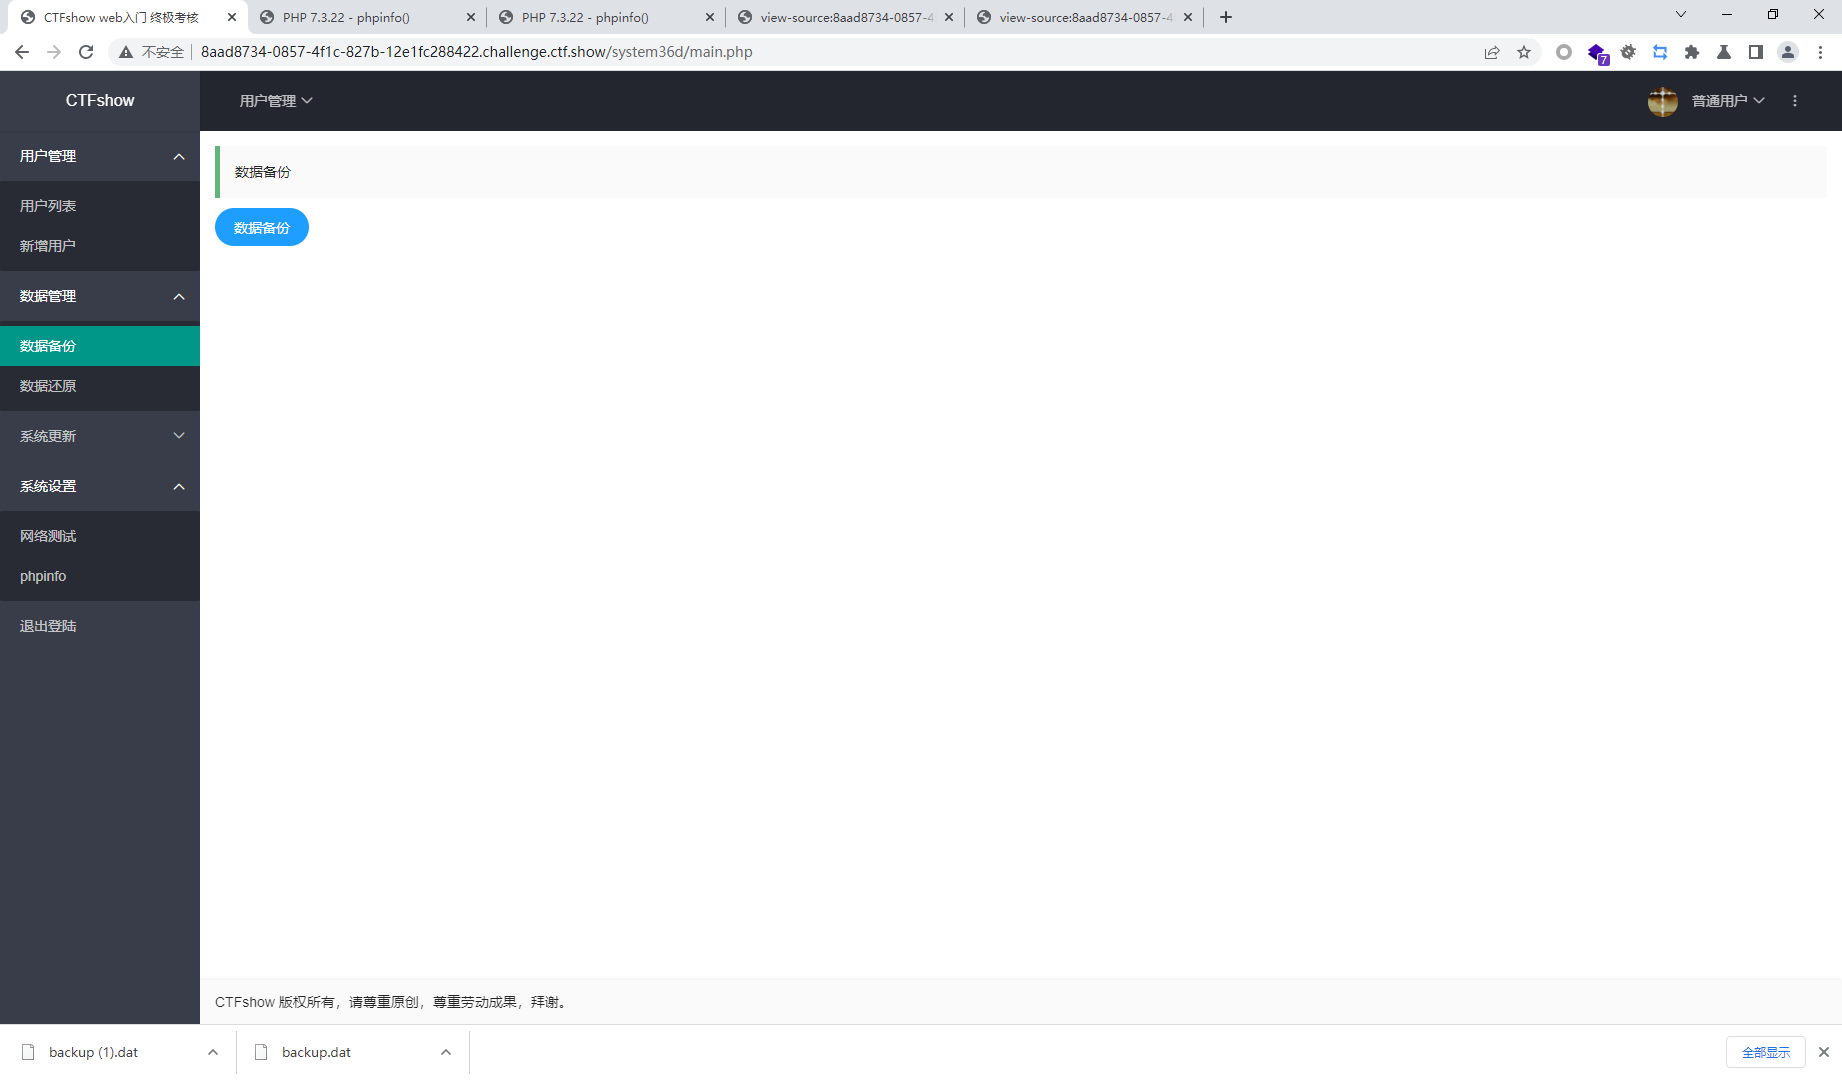 CTFshow web入门 终极考核
PHP 7.3.22 - phpinfo()
PHP 7.3.22 - phpinfo()
view-source:8aad8734-0857-4
view-source:8aad8734-0857-4
不安全
8aad8734-0857-4f1c-827b-12e1fc288422.challenge.ctf.show/system36d/main.php
7
CTFshow
用户管理
普通用户
用户管理
用户列表
新增用户
数据管理
数据备份
数据还原
系统更新
系统设置
网络测试
phpinfo
退出登陆
数据备份
数据备份
CTFshow 版权所有，请尊重原创，尊重劳动成果，拜谢。
backup (1).dat
backup.dat
全部显示